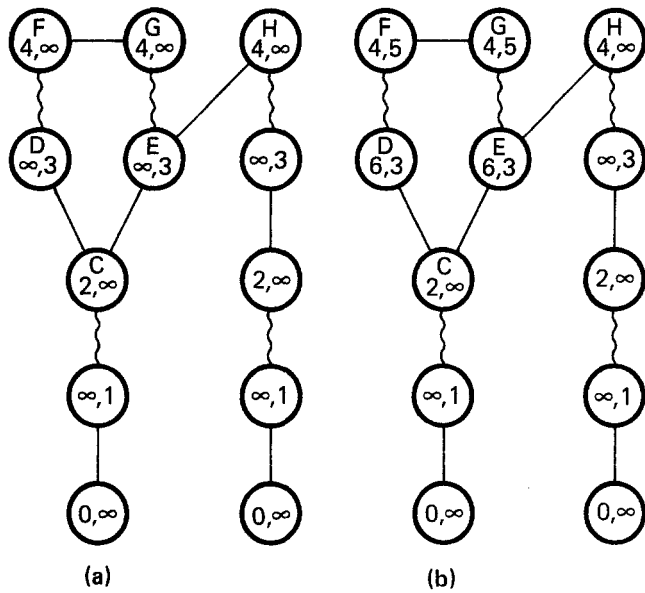 F
4,∞
G
4,∞
H
4,∞
D
∞,3
E
∞,3
∞,3
C
2,∞
2,∞
∞,1
∞,1
0,∞
0,∞
(a)
F
4,5
G
4,5
H
4,∞
D
6,3
E
6,3
∞,3
C
2,∞
2,∞
∞,1
∞,1
0,∞
0,∞
(b)